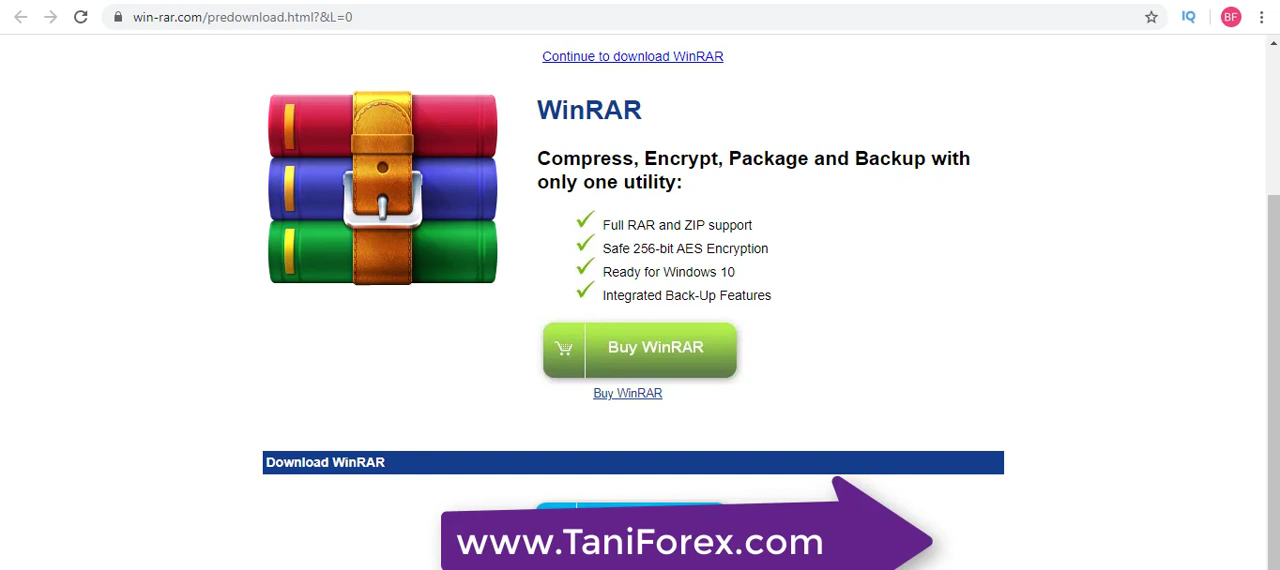 win-rar.com/predownload.html?&L=0
IQ
BF
Continue to download WinRAR
WinRAR
Compress, Encrypt, Package and Backup with
only one utility:
Full RAR and ZIP support
Safe 256-bit AES Encryption
Ready for Windows 10
Integrated Back-Up Features
Buy WinRAR
Buy WinRAR
Download WinRAR
www.TaniForex.com